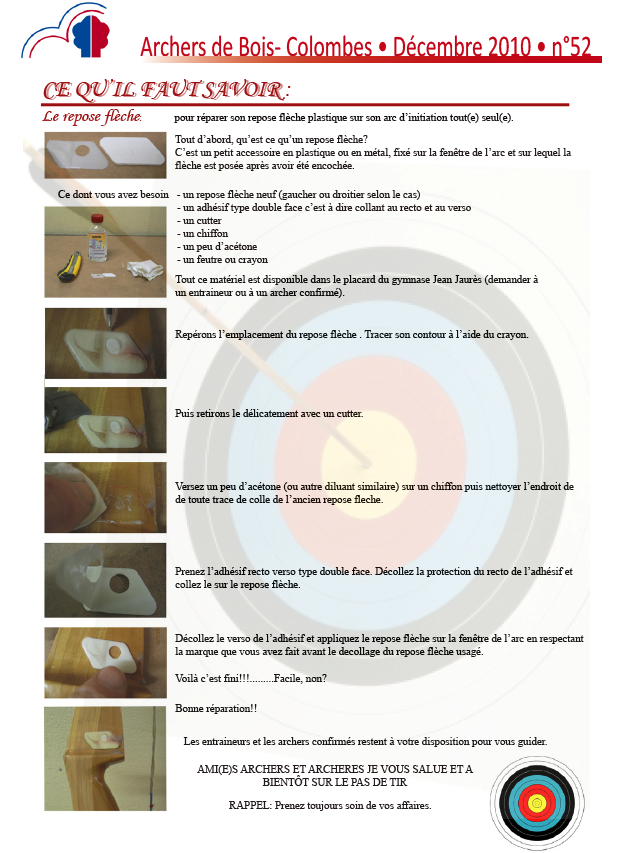 Archers de Bois- Colombes • Décembre 2010 • n°52
CE QU'IL FAUT SAVOIR :
Le repose flèche: pour réparer son repose flèche plastique sur son arc d'initiation tout(e) seul(e).
Tout d'abord, qu'est ce qu'un repose flèche?
C'est un petit accessoire en plastique ou en métal, fixé sur la fenêtre de l'arc et sur lequel la
flèche est posée après avoir été encochée.
Ce dont vous avez besoin - un repose flèche neuf (gaucher ou droitier selon le cas)
- un adhésif type double face c'est à dire collant au recto et au verso
- un cutter
- un chiffon
- un peu d'acétone
- un feutre ou crayon
Tout ce matériel est disponible dans le placard du gymnase Jean Jaurès (demander à
un entraineur ou à un archer confirmé).
Repérons l'emplacement du repose flèche . Tracer son contour à l'aide du crayon.
Puis retirons le délicatement avec un cutter.
Versez un peu d'acétone (ou autre diluant similaire) sur un chiffon puis nettoyer l'endroit de
de toute trace de colle de l'ancien repose fleche.
Prenez l'adhésif recto verso type double face. Décollez la protection du recto de l'adhésif et
collez le sur le repose flèche.
Décollez le verso de l'adhésif et appliquez le repose flèche sur la fenêtre de l'arc en respectant
la marque que vous avez fait avant le decollage du repose flèche usagé.
Voilà c'est fini!!!.........Facile, non?
Bonne réparation!!
Les entraineurs et les archers confirmés restent à votre disposition pour vous guider.
AMI(E)S ARCHERS ET ARCHERES JE VOUS SALUE ET A
BIENTÔT SUR LE PAS DE TIR
RAPPEL: Prenez toujours soin de vos affaires.